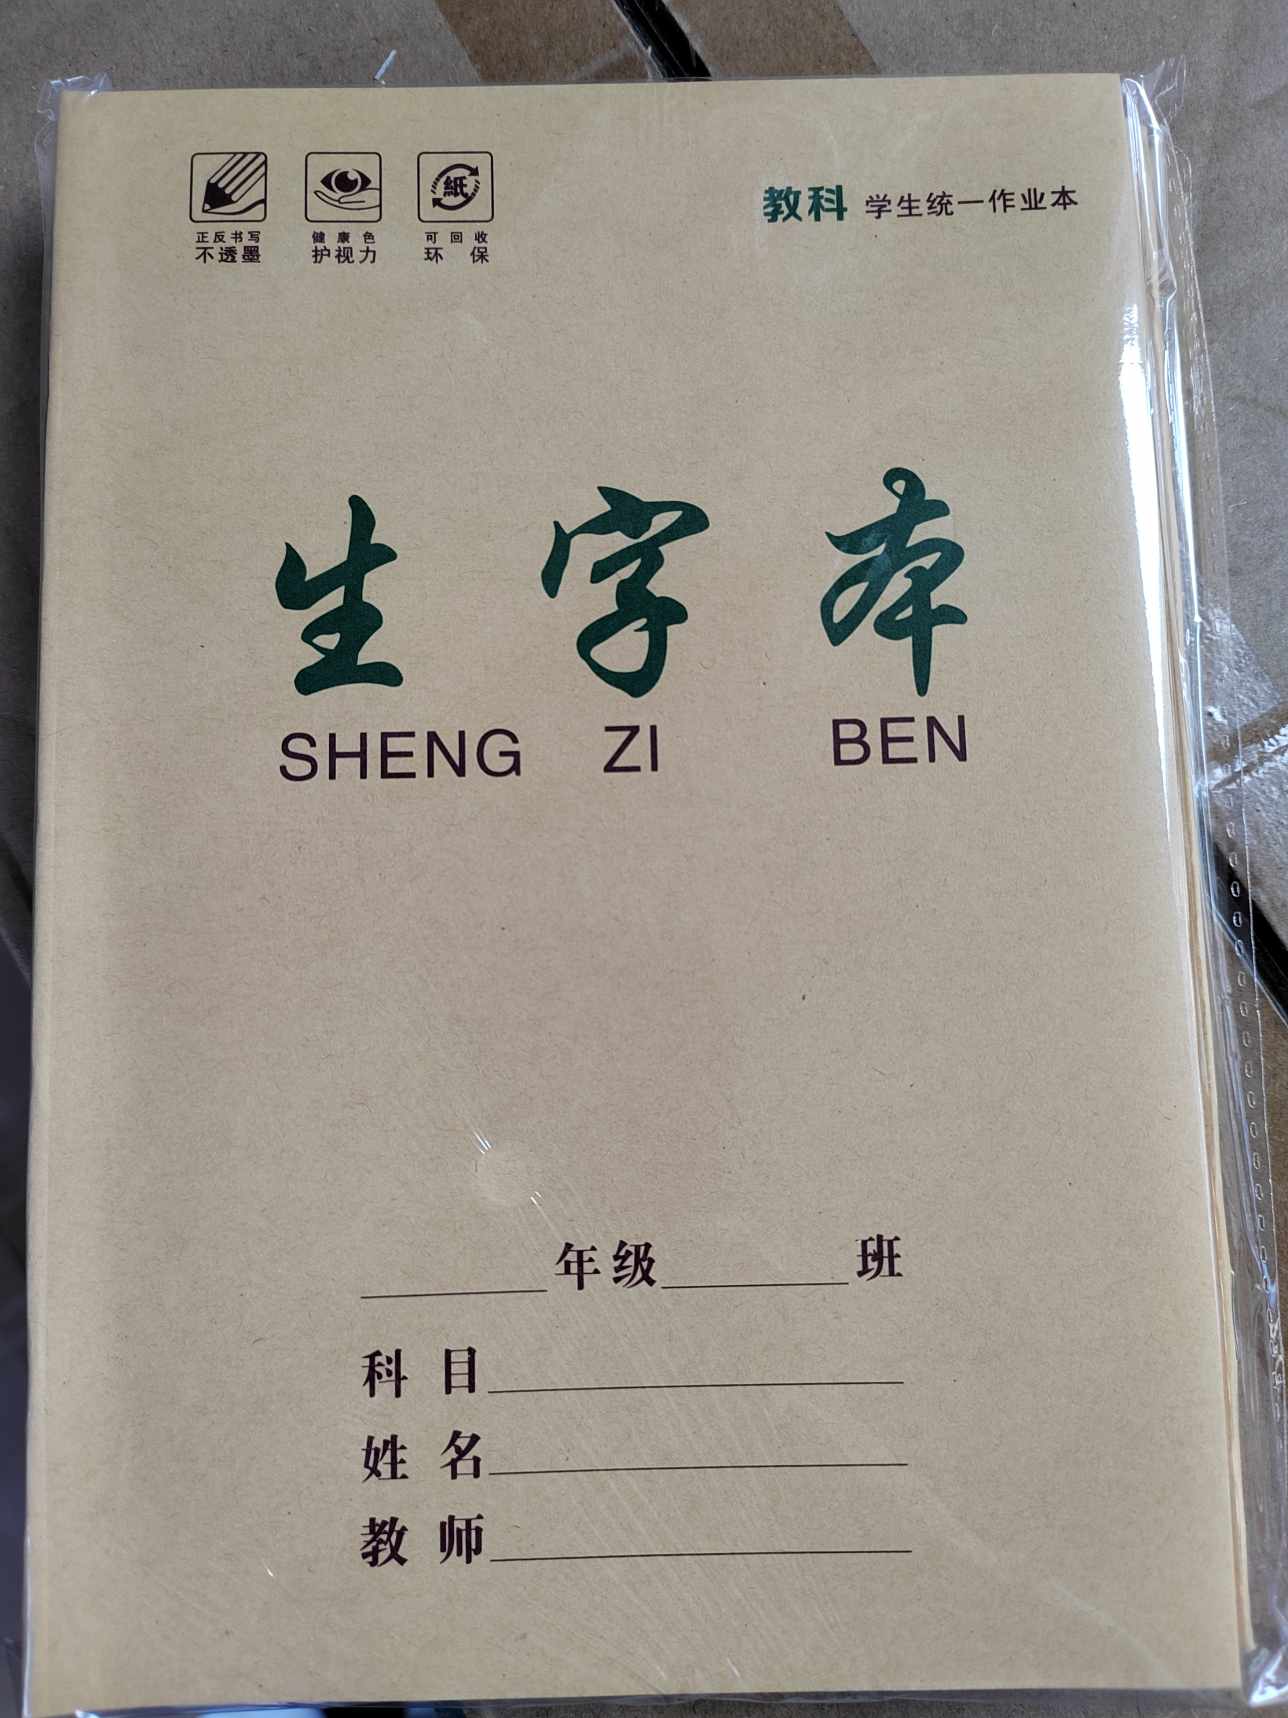 正反书写
不透墨
健康色
护视力
紙
可回收
环保
教科 学生统一作业本
生字本
SHENG ZI BEN
年级 班
科目
姓名
教师